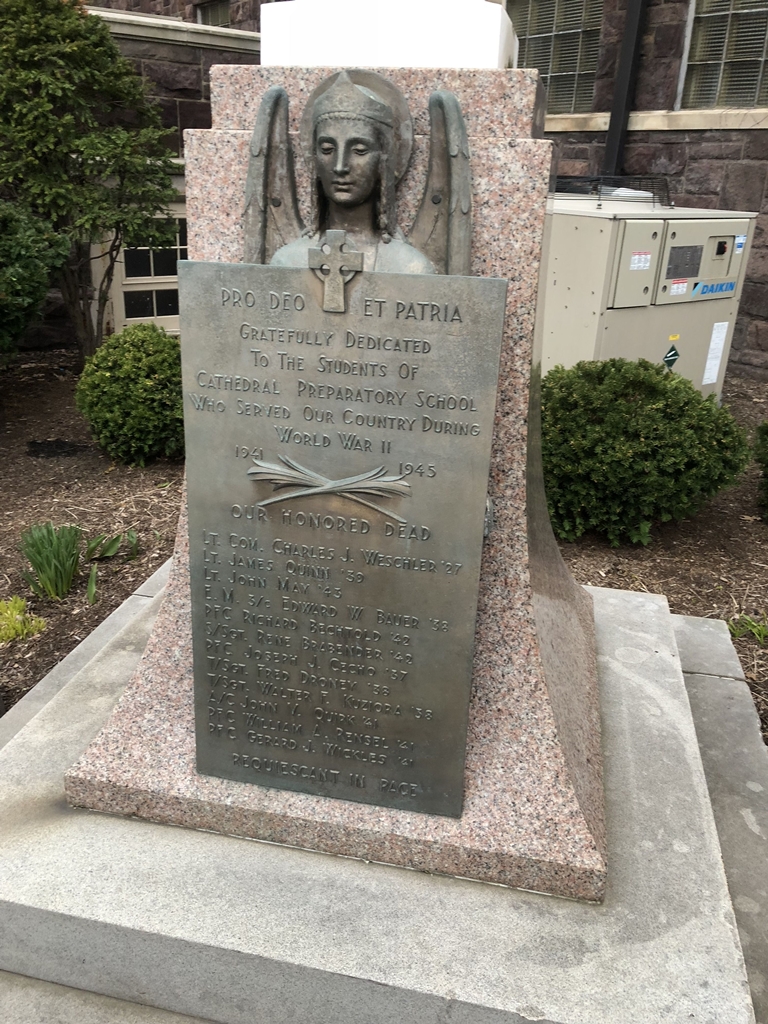 PRO DEO ET PATRIA
GRATEFULLY DEDICATED
TO THE STUDENTS OF
CATHEDRAL PREPARATORY SCHOOL
WHO SERVED OUR COUNTRY DURING
WORLD WAR II
1941 1945
OUR HONORED DEAD
LT. COM. CHARLES J. WESCHLER '27
LT. JAMES QUINN '39
LT. JOHN MAY '43
E. M. 3/C EDWARD W. BAUER '38
PFC RICHARD BECHTOLD '42
S/SGT. RENE BRABENDER '40
PFC JOSEPH J. CECHO '37
T/SGT. FRED DRONEY '38
T/SGT. WALTER F. KUZIORA '38
A/C JOHN V. QUIRK '41
PFC WILLIAM A. RENSEL '41
PFC GERARD J. WICKLES '41
REQUIESCANT IN PACE
DAIKIN